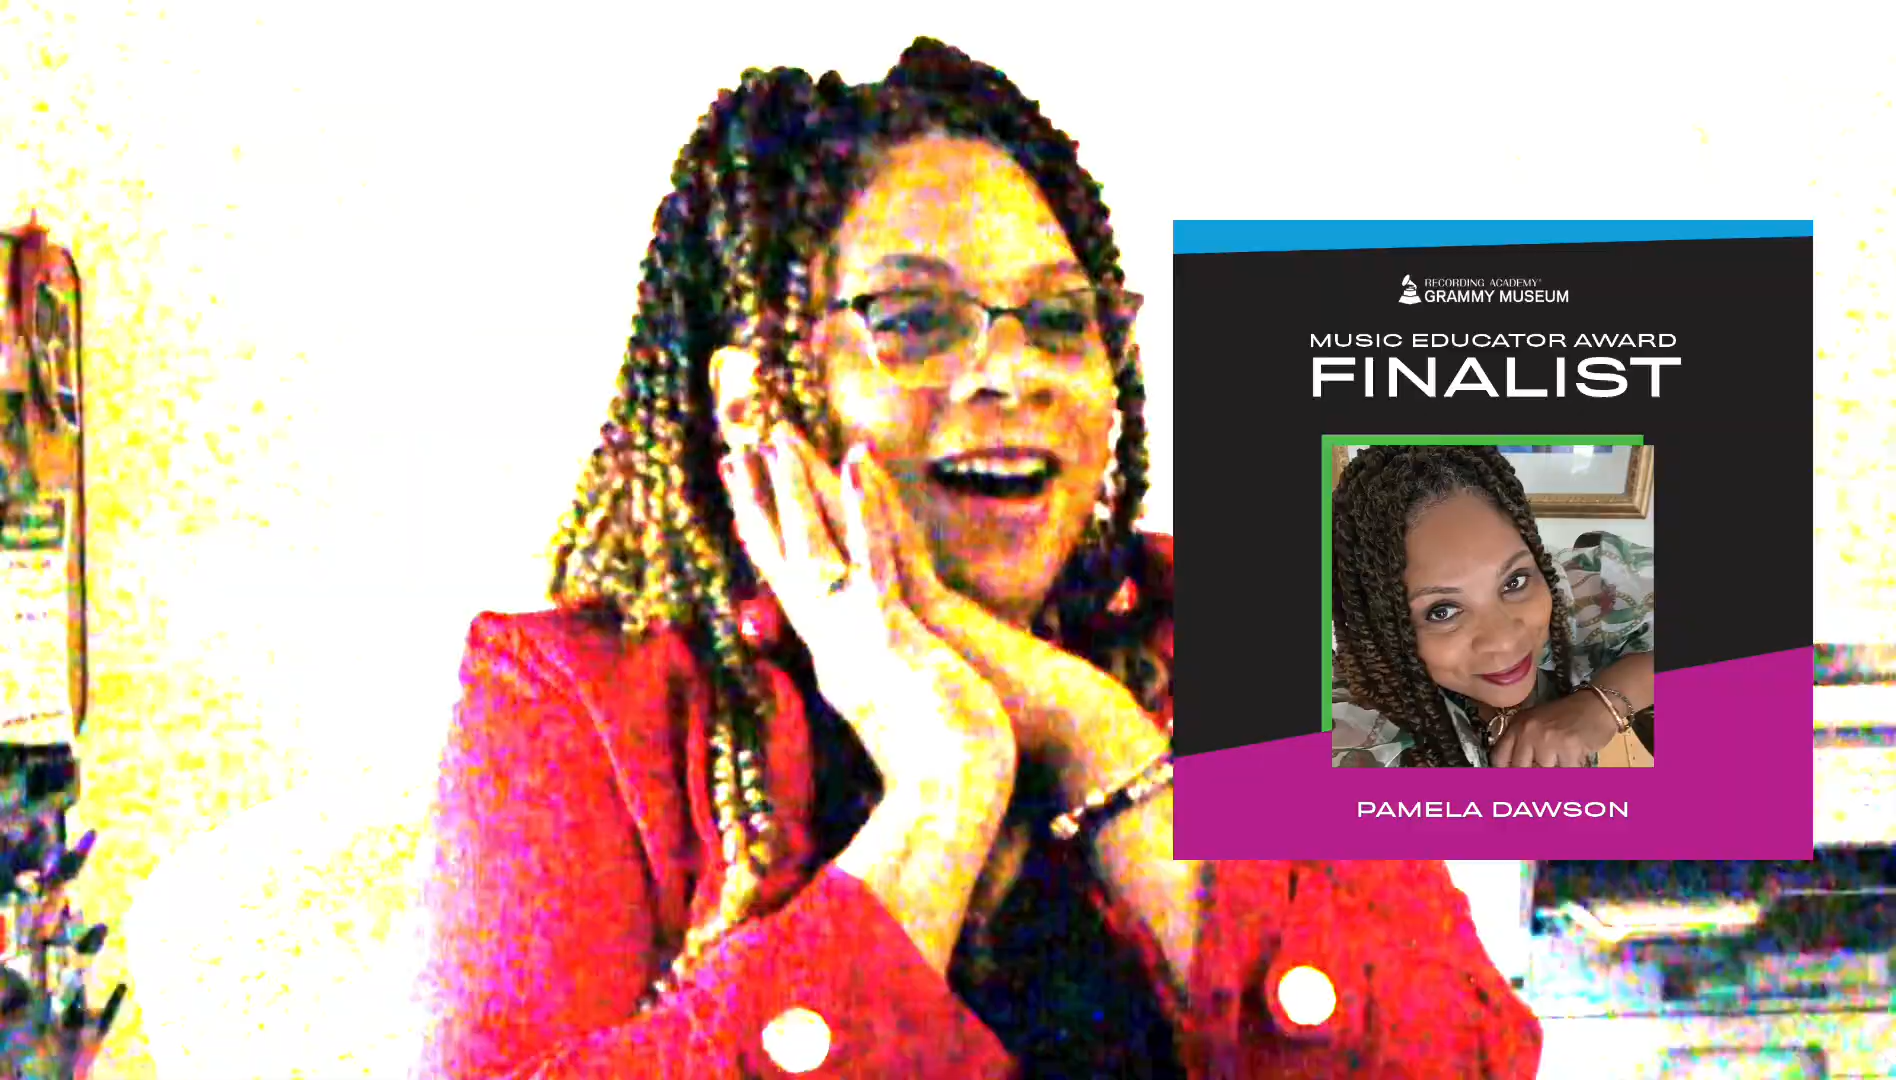 RECORDING ACADEMY
GRAMMY MUSEUM
MUSIC EDUCATOR AWARD
FINALIST
PAMELA DAWSON